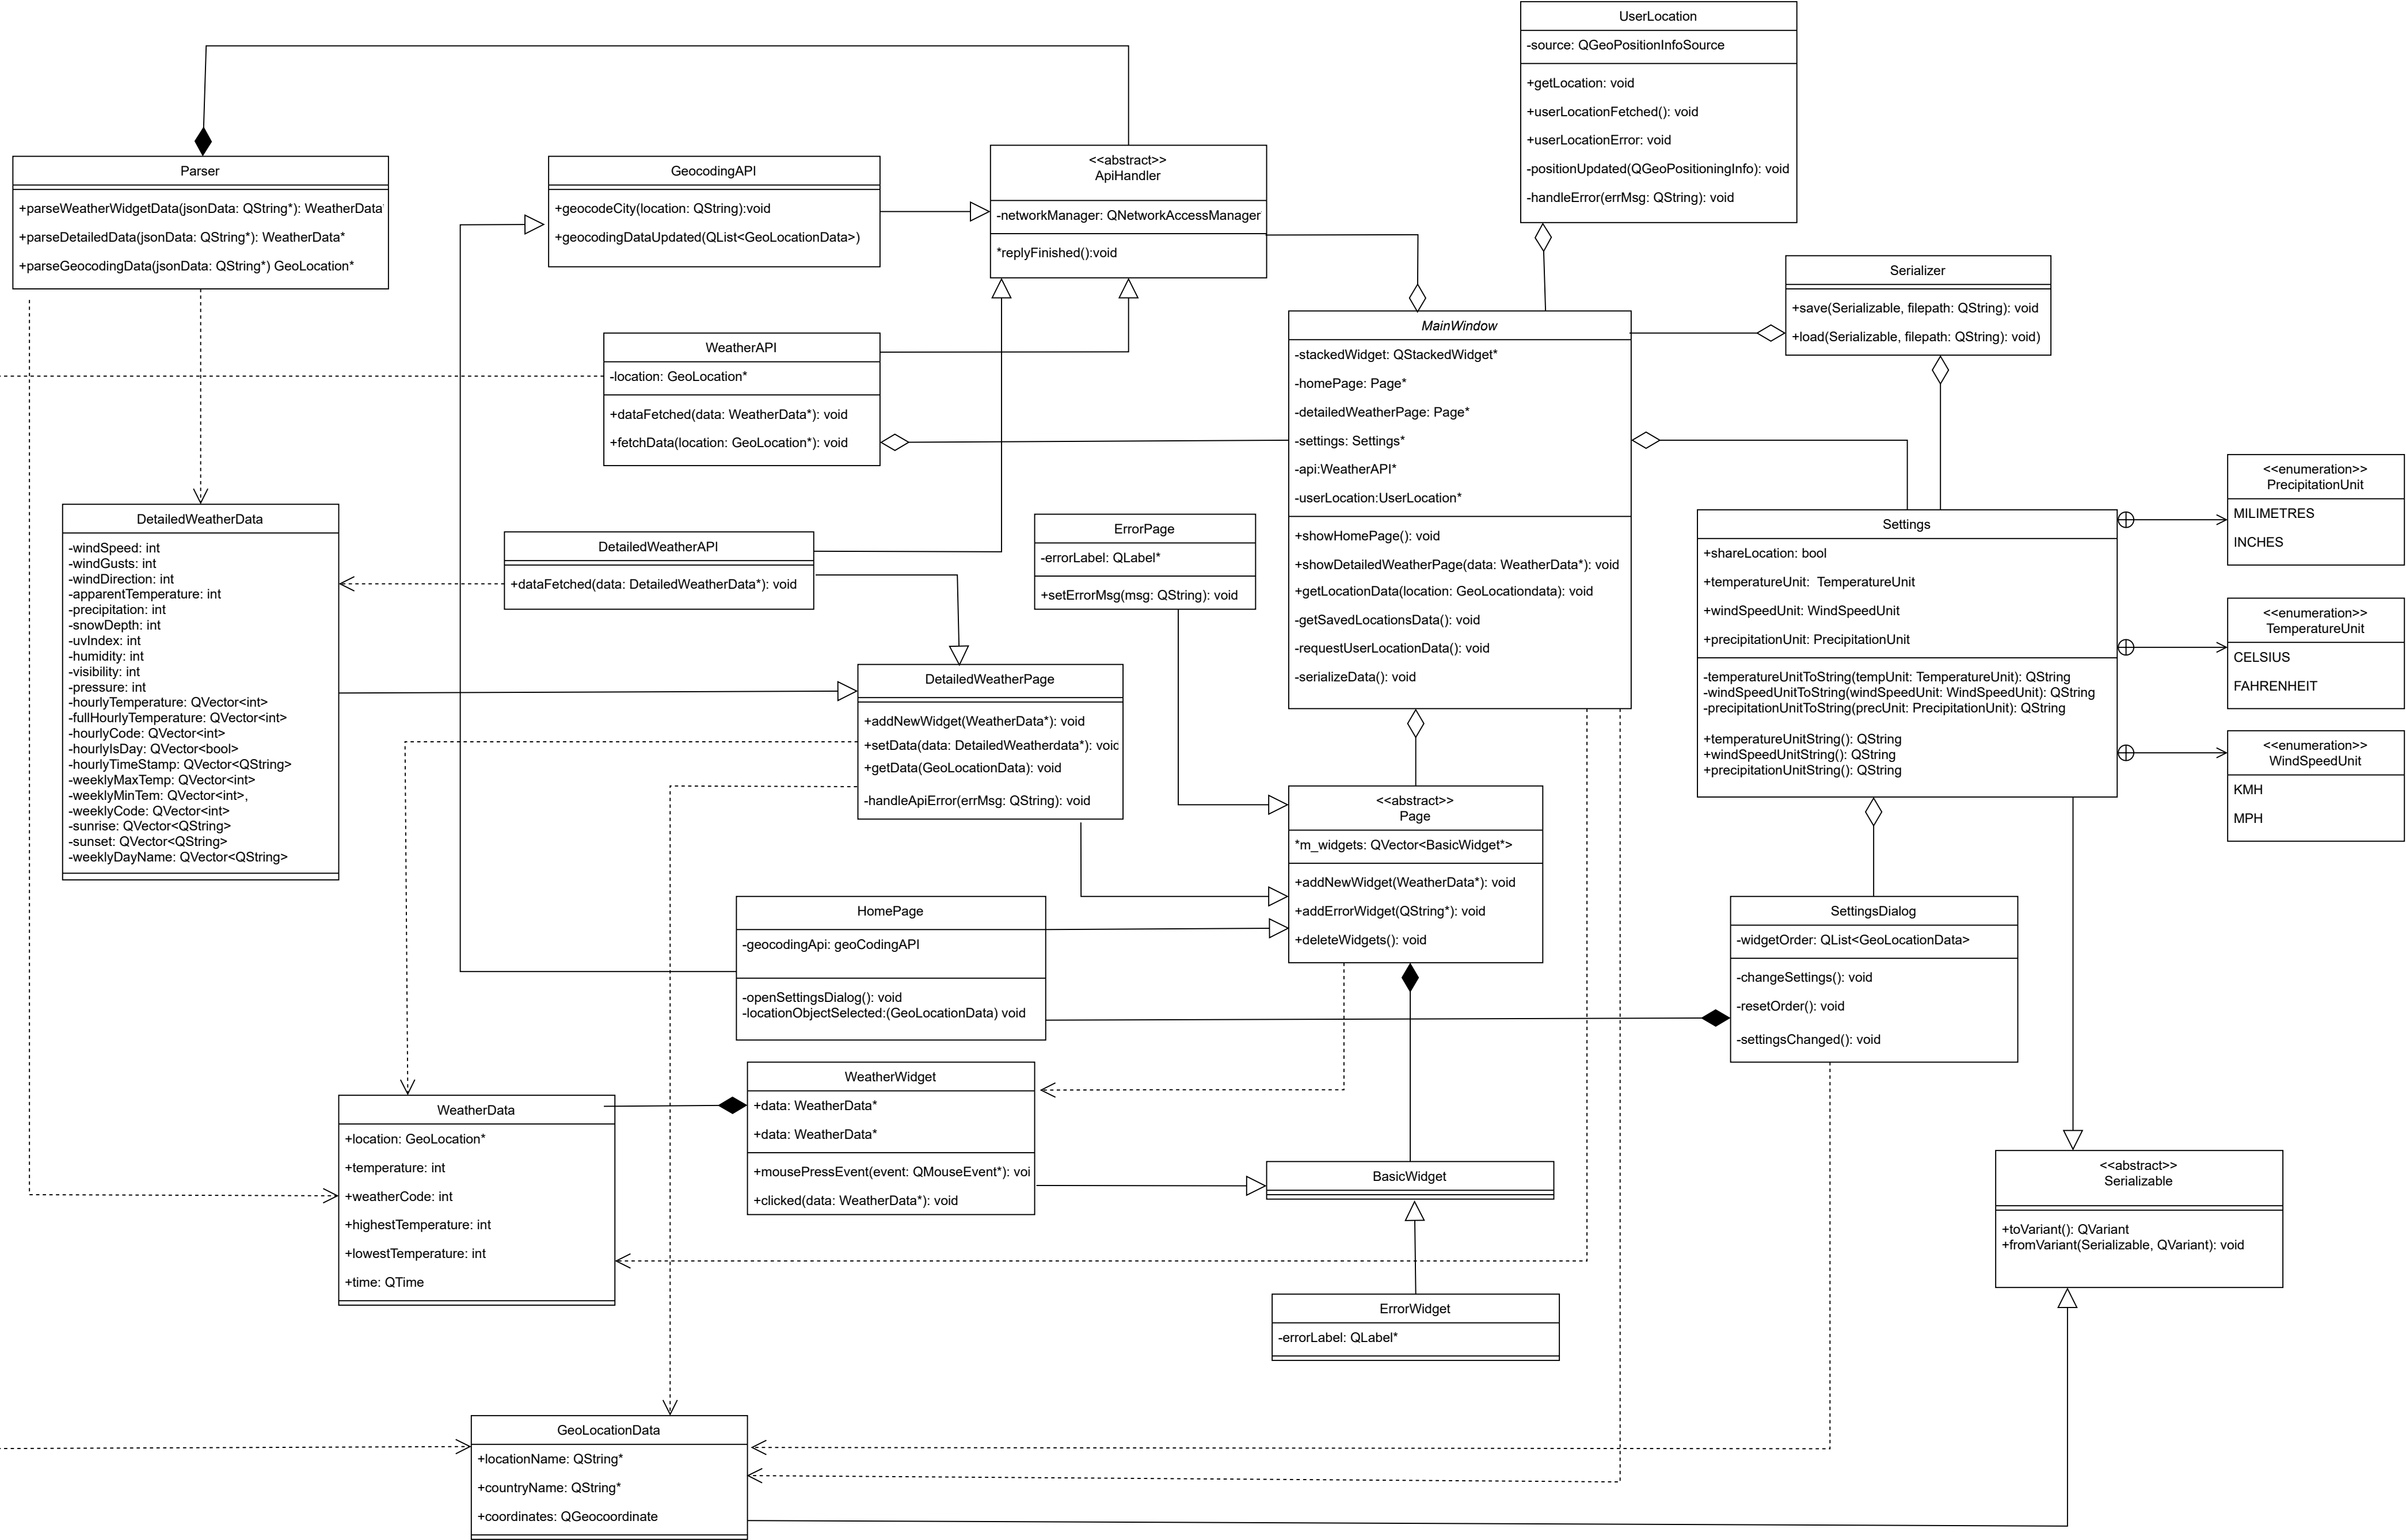 UserLocation
-source: QGeoPositionInfoSource
+getLocation: void
+userLocationFetched(): void
+userLocationError: void
-positionUpdated(QGeoPositioningInfo): void
-handleError(errMsg: QString): void
Parser
+parseWeatherWidgetData(jsonData: QString*): WeatherData
+parseDetailedData(jsonData: QString*): WeatherData*
+parseGeocodingData(jsonData: QString*) GeoLocation*
GeocodingAPI
+geocodeCity(location: QString):void
+geocodingDataUpdated(QList<GeoLocationData>)
<<abstract>>
ApiHandler
-networkManager: QNetworkAccessManager
*replyFinished():void
Serializer
+save(Serializable, filepath: QString): void
+load(Serializable, filepath: QString): void)
WeatherAPI
-location: GeoLocation*
+dataFetched(data: WeatherData*): void
+fetchData(location: GeoLocation*): void
MainWindow
-stackedWidget: QStackedWidget*
-homePage: Page*
-detailedWeatherPage: Page*
-settings: Settings*
-api:WeatherAPI*
-userLocation:UserLocation*
+showHomePage(): void
+showDetailedWeatherPage(data: WeatherData*): void
+getLocationData(location: GeoLocationdata): void
-getSavedLocationsData(): void
-requestUserLocationData(): void
-serializeData(): void
<<enumeration>>
PrecipitationUnit
MILIMETRES
INCHES
DetailedWeatherData
-windSpeed: int
-windGusts: int
-windDirection: int
-apparentTemperature: int
-precipitation: int
-snowDepth: int
-uvIndex: int
-humidity: int
-visibility: int
-pressure: int
-hourlyTemperature: QVector<int>
-fullHourlyTemperature: QVector<int>
-hourlyCode: QVector<int>
-hourlyIsDay: QVector<bool>
-hourlyTimeStamp: QVector<QString>
-weeklyMaxTemp: QVector<int>
-weeklyMinTem: QVector<int>,
-weeklyCode: QVector<int>
-sunrise: QVector<QString>
-sunset: QVector<QString>
-weeklyDayName: QVector<QString>
DetailedWeatherAPI
+dataFetched(data: DetailedWeatherData*): void
ErrorPage
-errorLabel: QLabel*
+setErrorMsg(msg: QString): void
Settings
+shareLocation: bool
+temperatureUnit:  TemperatureUnit
+windSpeedUnit: WindSpeedUnit
+precipitationUnit: PrecipitationUnit
-temperatureUnitToString(tempUnit: TemperatureUnit): QString
-windSpeedUnitToString(windSpeedUnit: WindSpeedUnit): QString
-precipitationUnitToString(precUnit: PrecipitationUnit): QString
+temperatureUnitString(): QString
+windSpeedUnitString(): QString
+precipitationUnitString(): QString
<<enumeration>>
TemperatureUnit
CELSIUS
FAHRENHEIT
<<enumeration>>
WindSpeedUnit
KMH
MPH
DetailedWeatherPage
+addNewWidget(WeatherData*): void
+setData(data: DetailedWeatherdata*): voic
+getData(GeoLocationData): void
-handleApiError(errMsg: QString): void
<<abstract>>
Page
*m_widgets: QVector<BasicWidget*>
+addNewWidget(WeatherData*): void
+addErrorWidget(QString*): void
+deleteWidgets(): void
HomePage
-geocodingApi: geoCodingAPI
-openSettingsDialog(): void
-locationObjectSelected:(GeoLocationData) void
SettingsDialog
-widgetOrder: QList<GeoLocationData>
-changeSettings(): void
-resetOrder(): void
-settingsChanged(): void
WeatherData
+location: GeoLocation*
+temperature: int
+weatherCode: int
+highestTemperature: int
+lowestTemperature: int
+time: QTime
WeatherWidget
+data: WeatherData*
+data: WeatherData*
+mousePressEvent(event: QMouseEvent*): voi
+clicked(data: WeatherData*): void
BasicWidget
<<abstract>>
Serializable
+toVariant(): QVariant
+fromVariant(Serializable, QVariant): void
ErrorWidget
-errorLabel: QLabel*
GeoLocationData
+locationName: QString*
+countryName: QString*
+coordinates: QGeocoordinate